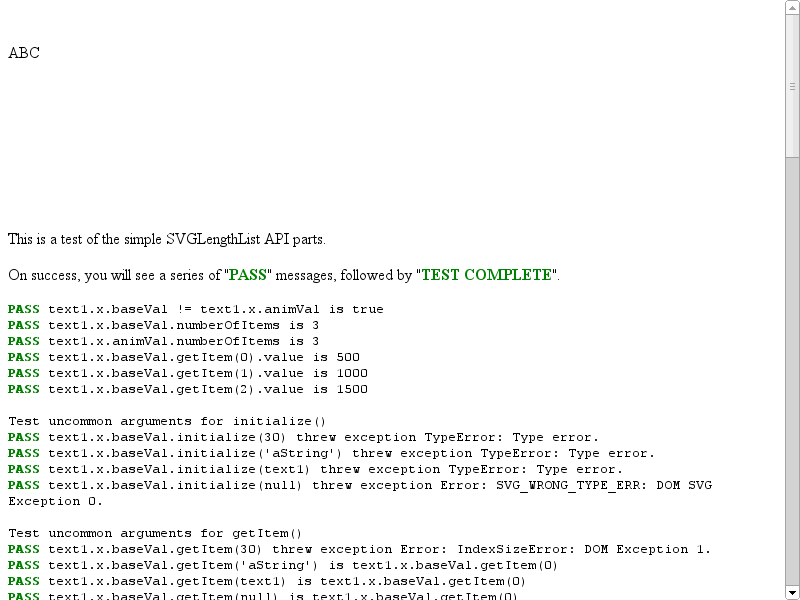 ABC
This is a test of the simple SVGLengthList API parts.
On success, you will see a series of "PASS" messages, followed by "TEST COMPLETE".
PASS text1.x.baseVal != text1.x.animVal is true
PASS text1.x.baseVal.numberOfItems is 3
PASS text1.x.animVal.numberOfItems is 3
PASS text1.x.baseVal.getItem(0).value is 500
PASS text1.x.baseVal.getItem(1).value is 1000
PASS text1.x.baseVal.getItem(2).value is 1500
Test uncommon arguments for initialize()
PASS text1.x.baseVal.initialize(30) threw exception TypeError: Type error.
PASS text1.x.baseVal.initialize('aString') threw exception TypeError: Type error.
PASS text1.x.baseVal.initialize(text1) threw exception TypeError: Type error.
PASS text1.x.baseVal.initialize(null) threw exception Error: SVG_WRONG_TYPE_ERR: DOM SVG
Exception 0.
Test uncommon arguments for getItem()
PASS text1.x.baseVal.getItem(30) threw exception Error: IndexSizeError: DOM Exception 1.
PASS text1.x.baseVal.getItem('aString') is text1.x.baseVal.getItem(0)
PASS text1.x.baseVal.getItem(text1) is text1.x.baseVal.getItem(0)
PASS text1.x.baseVal.getItem(null) is text1.x.baseVal.getItem(0)